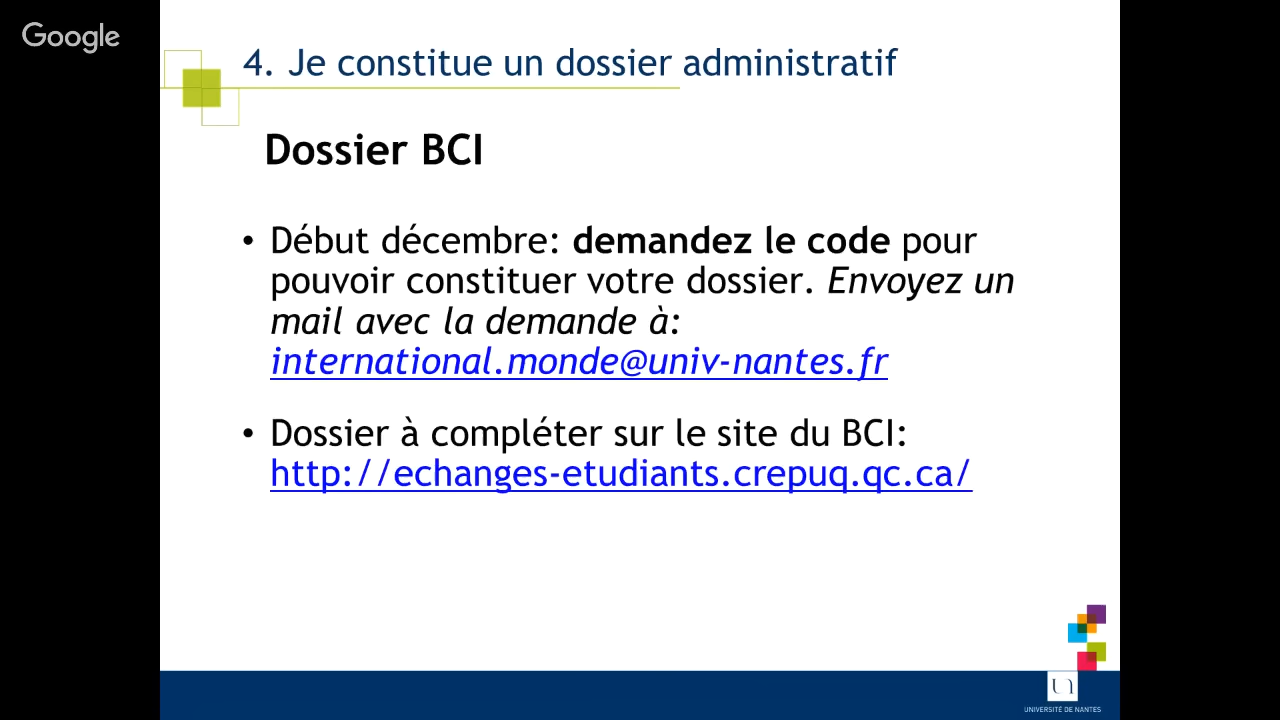 Google
4. Je constitue un dossier administratif
Dossier BCI
• Début décembre: demandez le code pour
pouvoir constituer votre dossier. Envoyez un
mail avec la demande à:
international.monde@univ-nantes.fr
• Dossier à compléter sur le site du BCI:
http://echanges-etudiants.crepuq.qc.ca/
UNIVERSITÉ DE NANTES